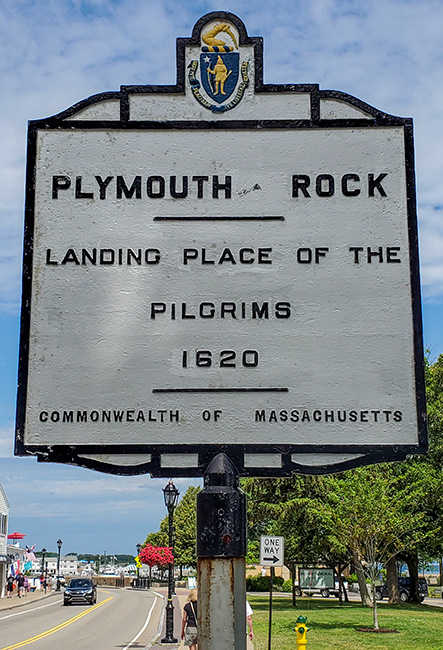 PLYMOUTH ROCK
LANDING PLACE OF THE
PILGRIMS
1620
COMMONWEALTH OF MASSACHUSETTS
ONE
WAY